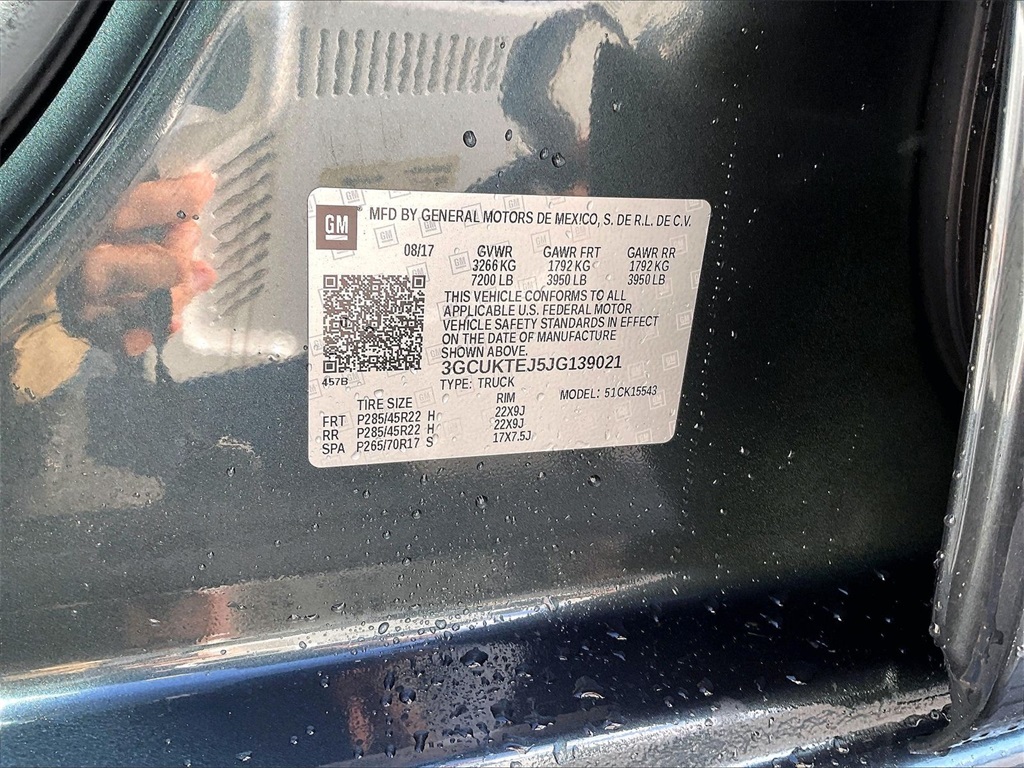 GM MFD BY GENERAL MOTORS DE MEXICO, S. DE R.L. DE C.V.
08/17 GVWR GAWR FRT GAWR RR
3266 KG 1792 KG 1792 KG
7200 LB 3950 LB 3950 LB
THIS VEHICLE CONFORMS TO ALL
APPLICABLE U.S. FEDERAL MOTOR
VEHICLE SAFETY STANDARDS IN EFFECT
ON THE DATE OF MANUFACTURE
SHOWN ABOVE.
3GCUKTEJ5JG139021
457B TYPE: TRUCK MODEL: 51CK15543
TIRE SIZE RIM
FRT P285/45R22 H 22X9J
RR P285/45R22 H 22X9J
SPA P265/70R17 S 17X7.5J